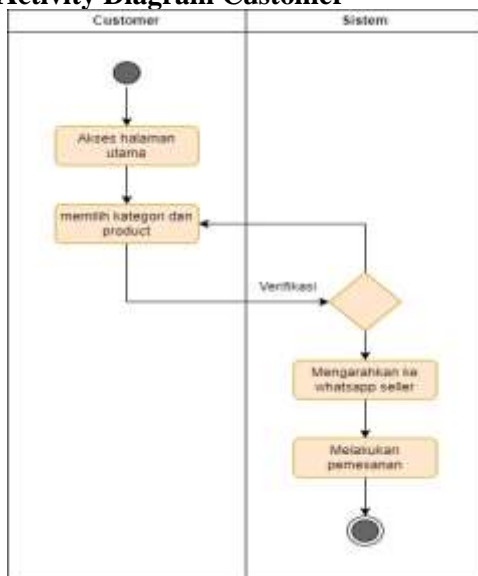 Activity Diagram Customer
Customer
Sistem
Akses halaman
utama
memilih kategori dan
product
Verifikasi
Mengarahkan ke
whatsapp seller
Melakukan
pemesanan